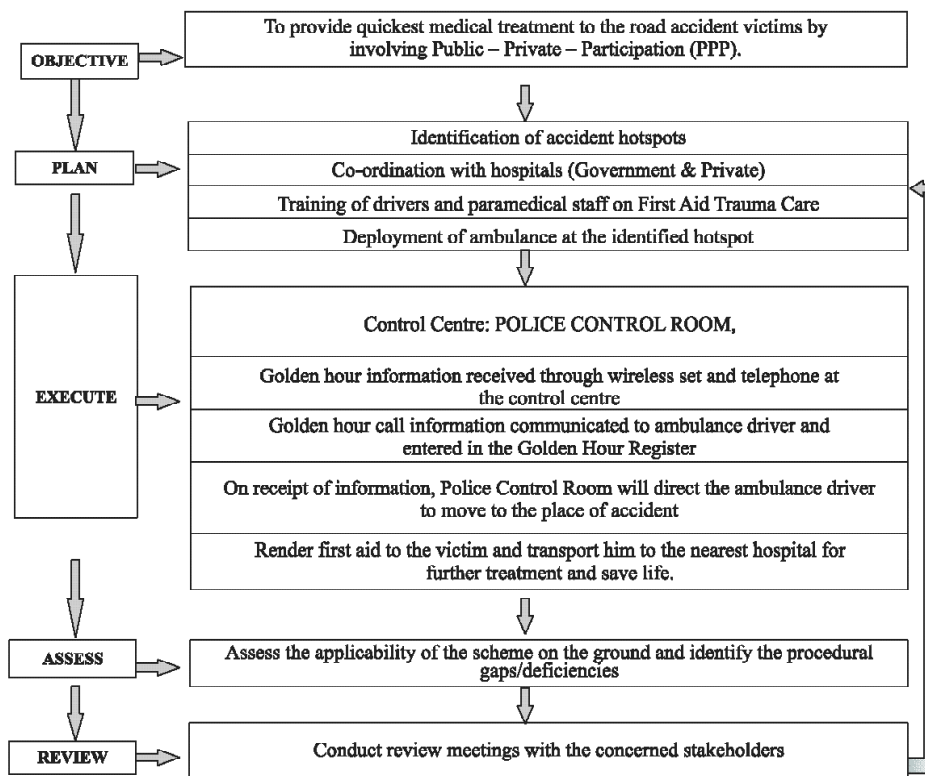 OBJECTIVE
To provide quickest medical treatment to the road accident victims by
involving Public – Private – Participation (PPP).
PLAN
Identification of accident hotspots
Co-ordination with hospitals (Government & Private)
Training of drivers and paramedical staff on First Aid Trauma Care
Deployment of ambulance at the identified hotspot
EXECUTE
Control Centre: POLICE CONTROL ROOM,
Golden hour information received through wireless set and telephone at
the control centre
Golden hour call information communicated to ambulance driver and
entered in the Golden Hour Register
On receipt of information, Police Control Room will direct the ambulance driver
to move to the place of accident
Render first aid to the victim and transport him to the nearest hospital for
further treatment and save life.
ASSESS
Assess the applicability of the scheme on the ground and identify the procedural
gaps/deficiencies
REVIEW
Conduct review meetings with the concerned stakeholders